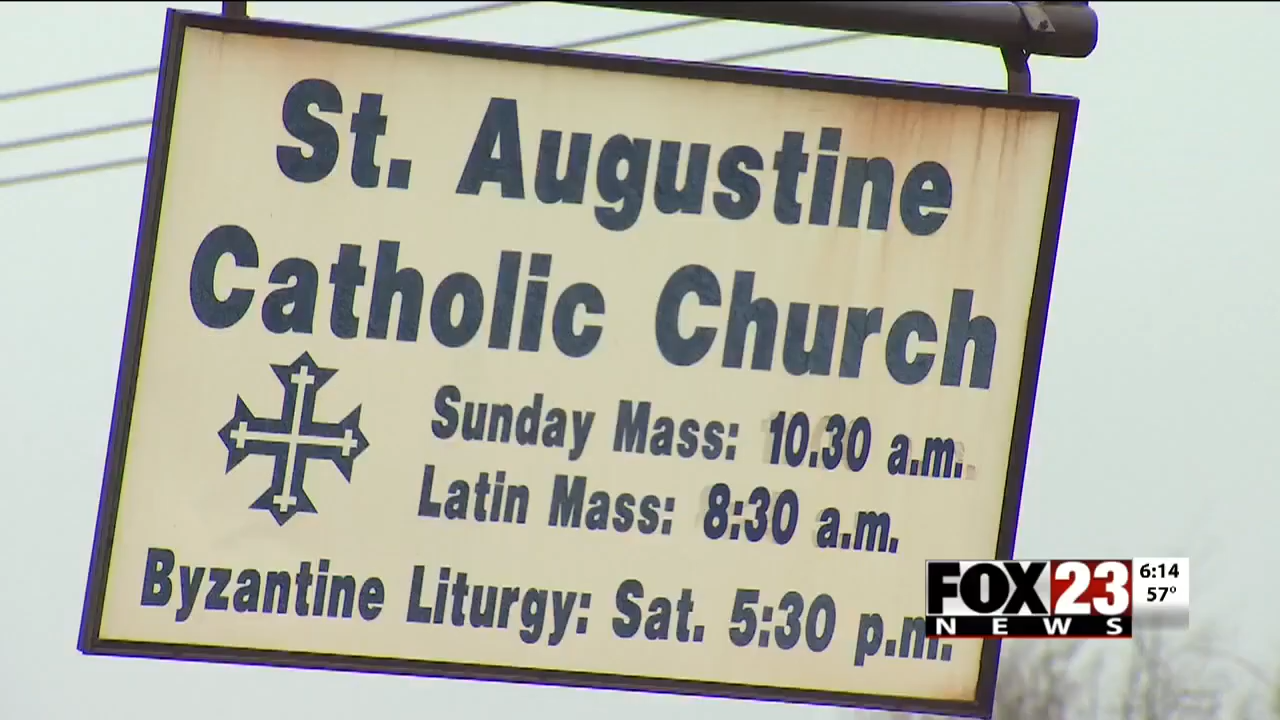 St. Augustine
Catholic Church
Sunday Mass: 10.30 a.m.
Latin Mass: 8:30 a.m.
Byzantine Liturgy: Sat. 5:30 p.m.
FOX23
NEWS
6:14
57°